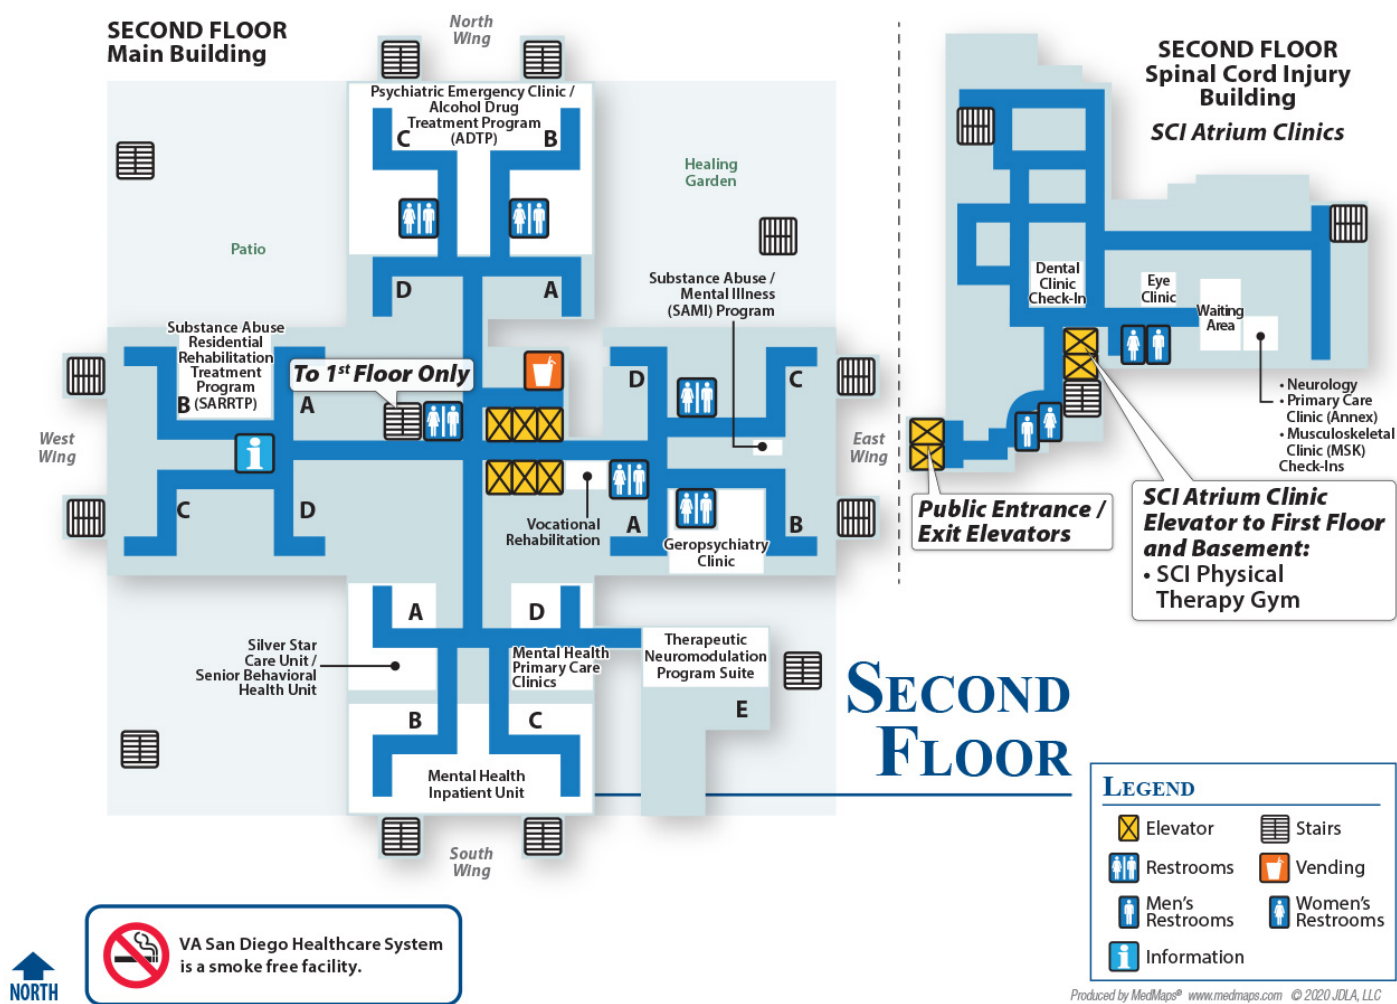 SECOND FLOOR
Main Building
North
Wing
Psychiatric Emergency Clinic /
Alcohol Drug
Treatment Program
(ADTP)
C
B
Healing
Garden
Patio
D
A
Substance Abuse /
Mental Illness
(SAMI) Program
Substance Abuse
Residential
Rehabilitation
Treatment
Program
(SARRTP)
B
A
To 1st Floor Only
D
C
West
Wing
East
Wing
C
D
Vocational
Rehabilitation
A
B
Geropsychiatry
Clinic
A
D
Silver Star
Care Unit /
Senior Behavioral
Health Unit
Mental Health
Primary Care
Clinics
Therapeutic
Neuromodulation
Program Suite
E
B
C
Mental Health
Inpatient Unit
South
Wing
SECOND FLOOR
Spinal Cord Injury
Building
SCI Atrium Clinics
Dental
Clinic
Check-In
Eye
Clinic
Waiting
Area
• Neurology
• Primary Care
Clinic (Annex)
• Musculoskeletal
Clinic (MSK)
Check-Ins
Public Entrance /
Exit Elevators
SCI Atrium Clinic
Elevator to First Floor
and Basement:
• SCI Physical
Therapy Gym
SECOND
FLOOR
LEGEND
Elevator
Stairs
Restrooms
Vending
Men's
Restrooms
Women's
Restrooms
i
Information
VA San Diego Healthcare System
is a smoke free facility.
NORTH
Produced by MedMaps® www.medmaps.com © 2020 JDLA, LLC